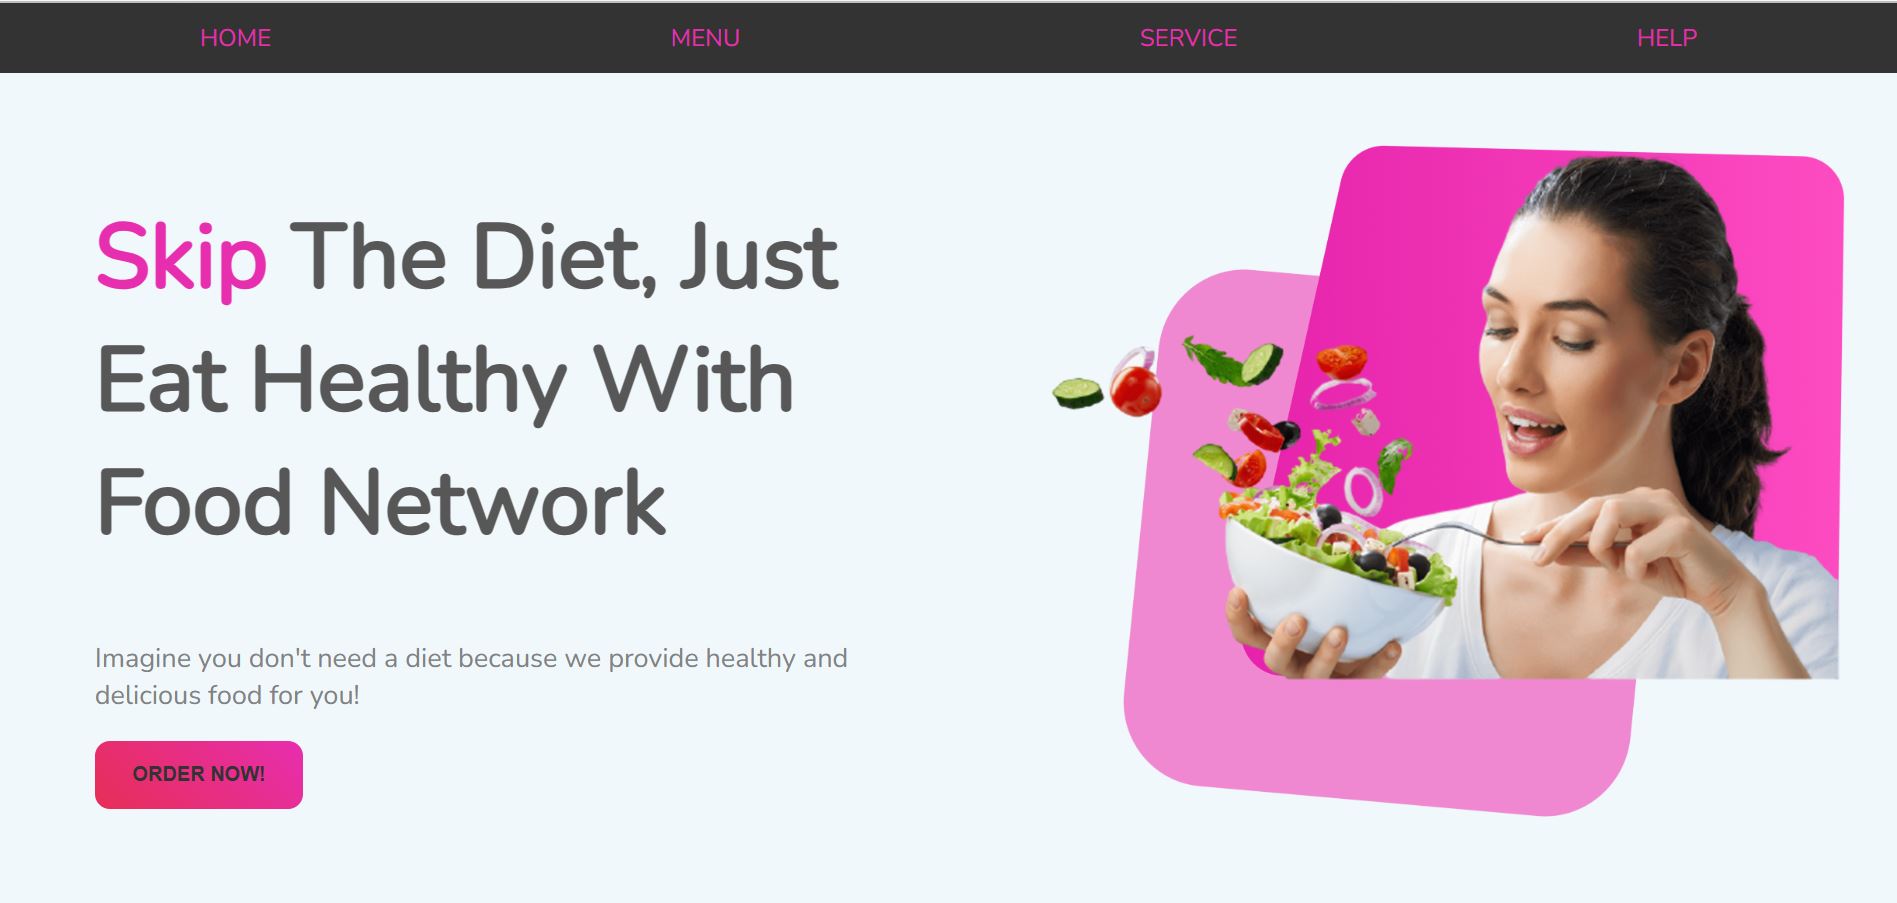 HOME MENU SERVICE HELP
Skip The Diet, Just
Eat Healthy With
Food Network
Imagine you don't need a diet because we provide healthy and
delicious food for you!
ORDER NOW!